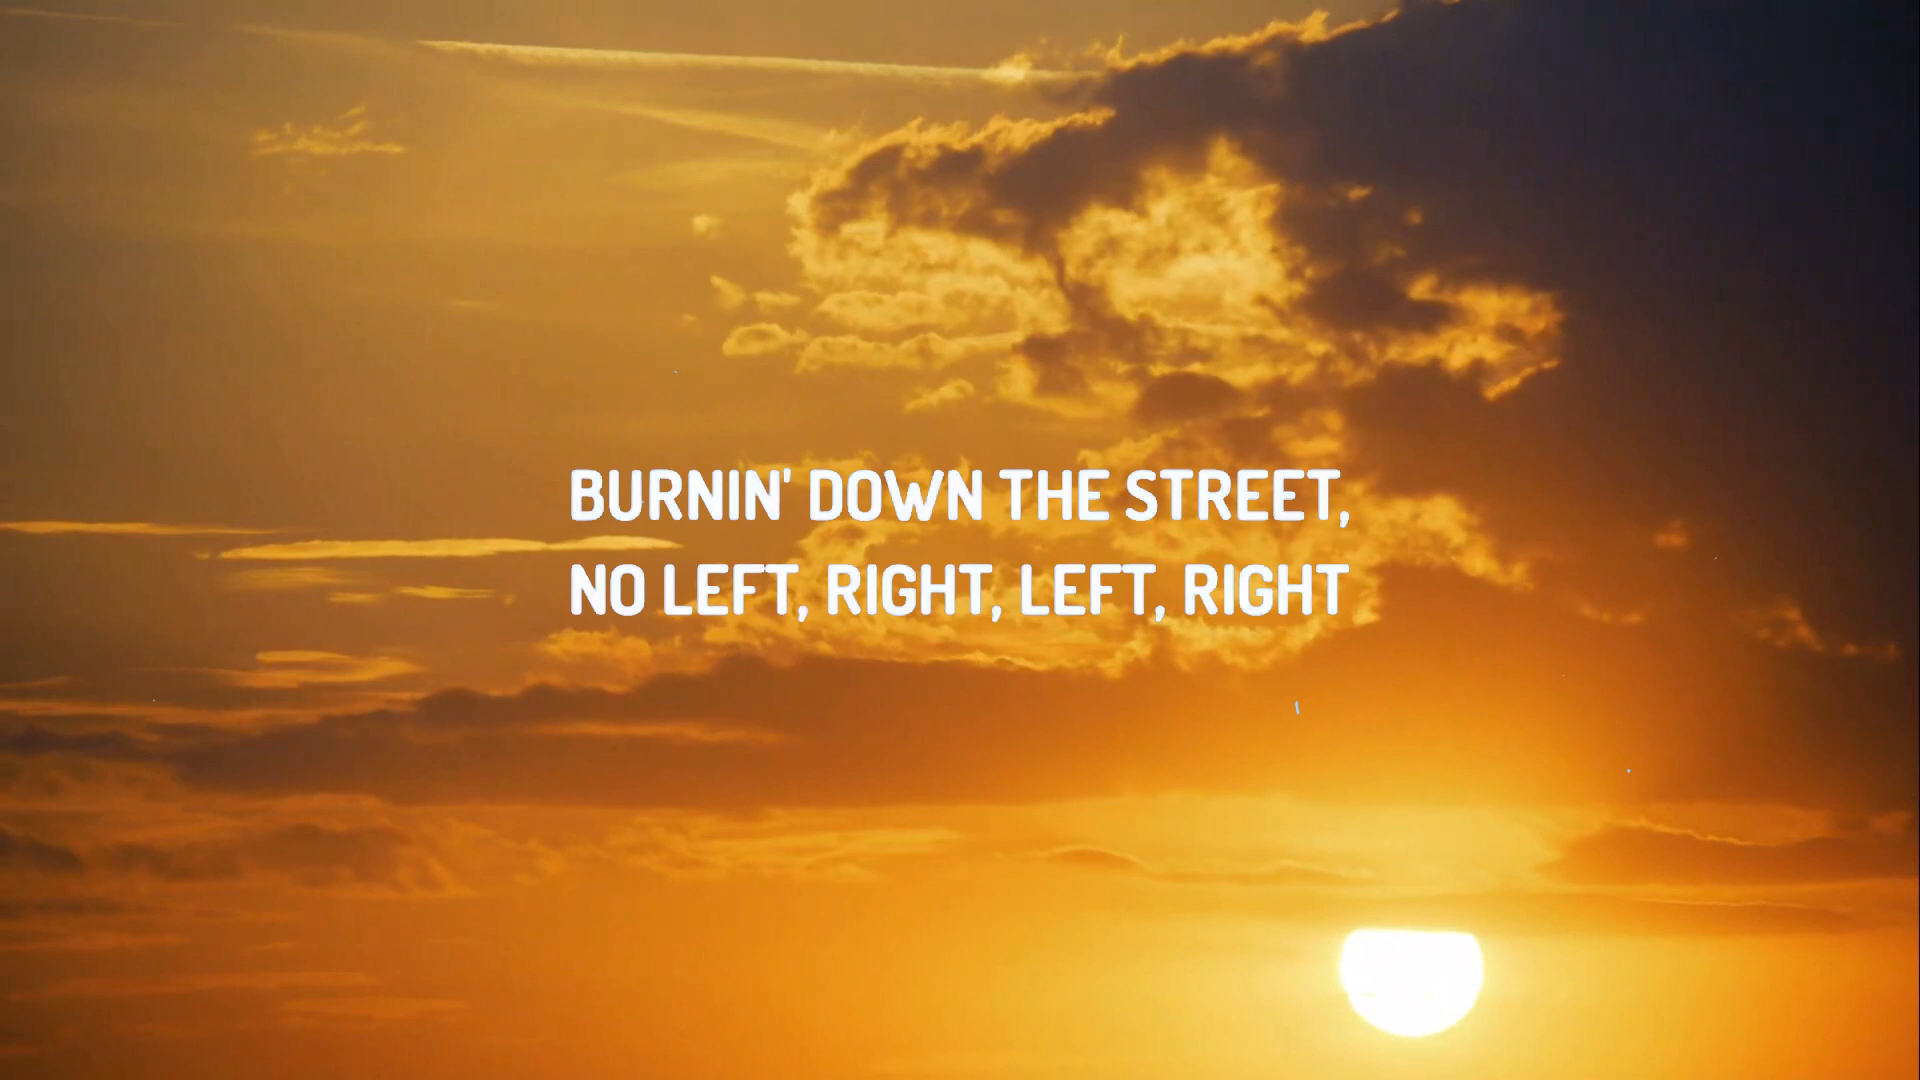 BURNIN' DOWN THE STREET,
NO LEFT, RIGHT, LEFT, RIGHT